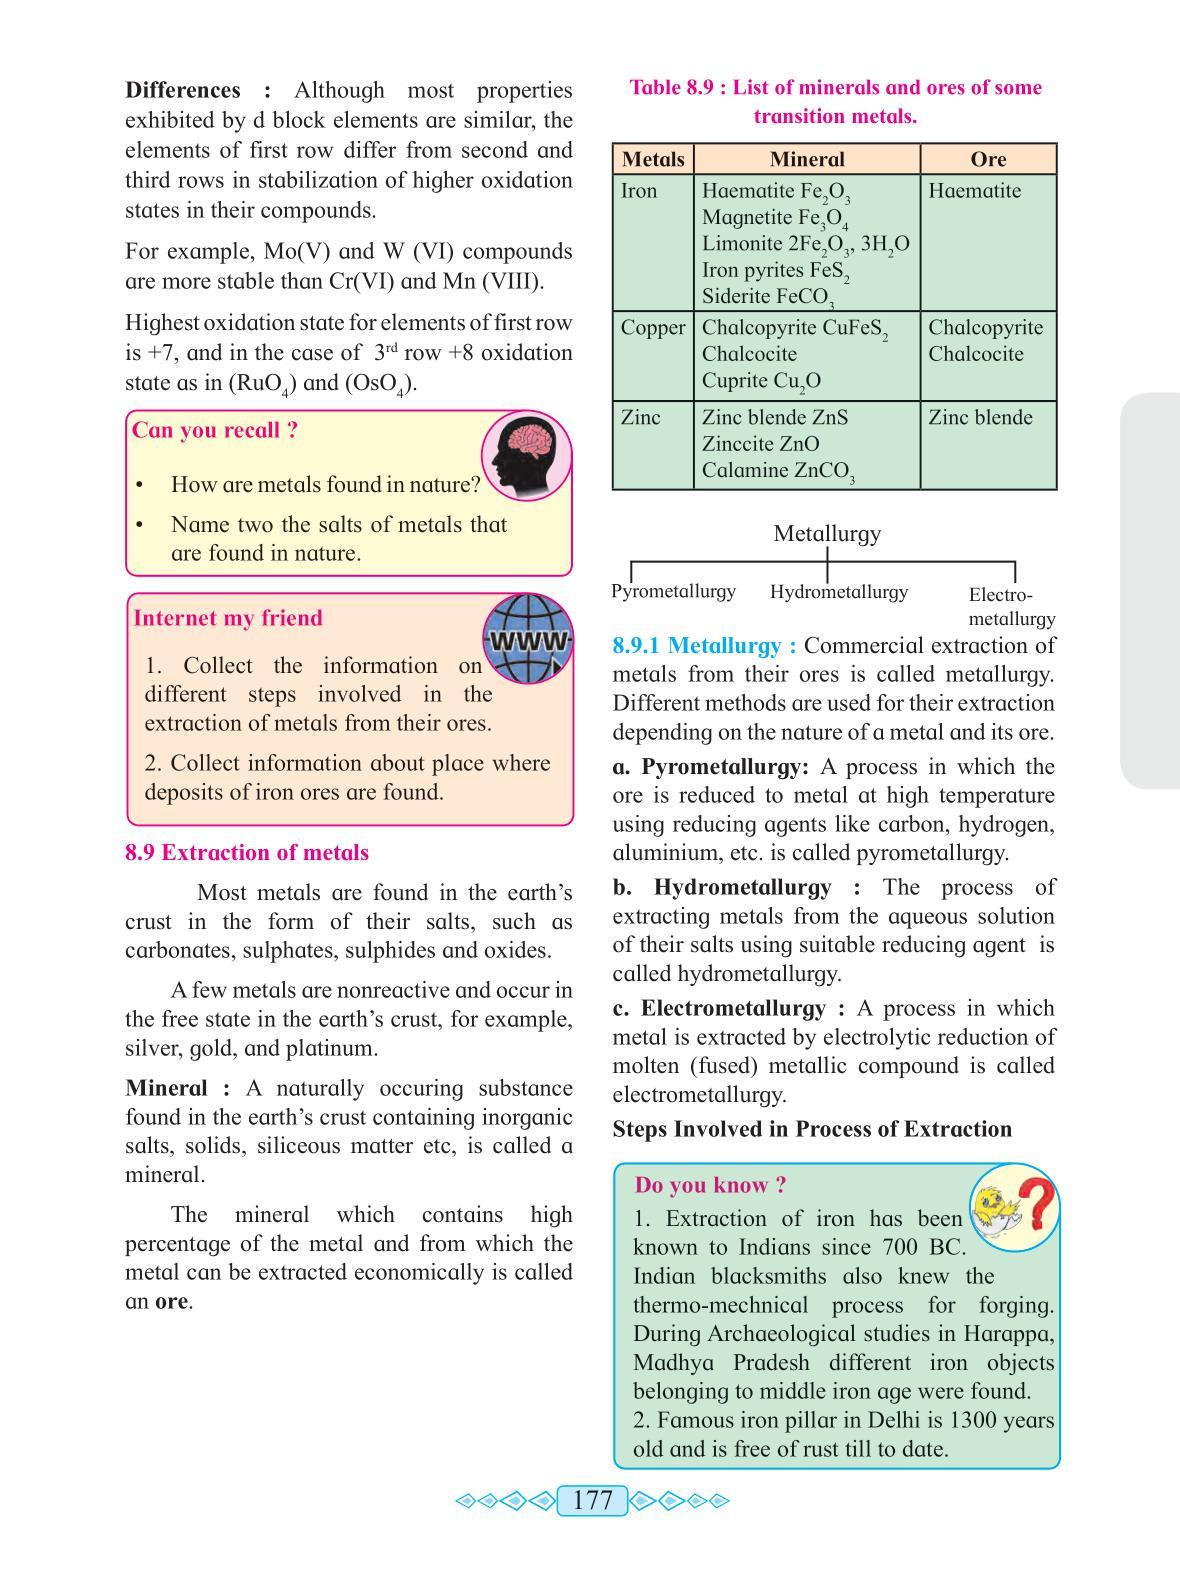 Differences : Although most properties
exhibited by d block elements are similar, the
elements of first row differ from second and
third rows in stabilization of higher oxidation
states in their compounds.
For example, Mo(V) and W (VI) compounds
are more stable than Cr(VI) and Mn (VIII).
Highest oxidation state for elements of first row
is +7, and in the case of 3rd row +8 oxidation
state as in (RuO4) and (OsO4).
Can you recall ?
• How are metals found in nature?
• Name two the salts of metals that
are found in nature.
Internet my friend
WWW
1. Collect the information on
different steps involved in the
extraction of metals from their ores.
2. Collect information about place where
deposits of iron ores are found.
8.9 Extraction of metals
Most metals are found in the earth's
crust in the form of their salts, such as
carbonates, sulphates, sulphides and oxides.
A few metals are nonreactive and occur in
the free state in the earth's crust, for example,
silver, gold, and platinum.
Mineral : A naturally occuring substance
found in the earth's crust containing inorganic
salts, solids, siliceous matter etc, is called a
mineral.
The mineral which contains high
percentage of the metal and from which the
metal can be extracted economically is called
an ore.
Table 8.9 : List of minerals and ores of some
transition metals.
Metals Mineral Ore
Iron Haematite Fe2O3 Haematite
Magnetite Fe3O4
Limonite 2Fe2O3, 3H2O
Iron pyrites FeS2
Siderite FeCO3
Copper Chalcopyrite CuFeS2 Chalcopyrite
Chalcocite Chalcocite
Cuprite Cu2O
Zinc Zinc blende ZnS Zinc blende
Zinccite ZnO
Calamine ZnCO3
Metallurgy
Pyrometallurgy Hydrometallurgy Electro-
metallurgy
8.9.1 Metallurgy : Commercial extraction of
metals from their ores is called metallurgy.
Different methods are used for their extraction
depending on the nature of a metal and its ore.
a. Pyrometallurgy: A process in which the
ore is reduced to metal at high temperature
using reducing agents like carbon, hydrogen,
aluminium, etc. is called pyrometallurgy.
b. Hydrometallurgy : The process of
extracting metals from the aqueous solution
of their salts using suitable reducing agent is
called hydrometallurgy.
c. Electrometallurgy : A process in which
metal is extracted by electrolytic reduction of
molten (fused) metallic compound is called
electrometallurgy.
Steps Involved in Process of Extraction
Do you know ?
?
1. Extraction of iron has been
known to Indians since 700 BC.
Indian blacksmiths also knew the
thermo-mechnical process for forging.
During Archaeological studies in Harappa,
Madhya Pradesh different iron objects
belonging to middle iron age were found.
2. Famous iron pillar in Delhi is 1300 years
old and is free of rust till to date.
177